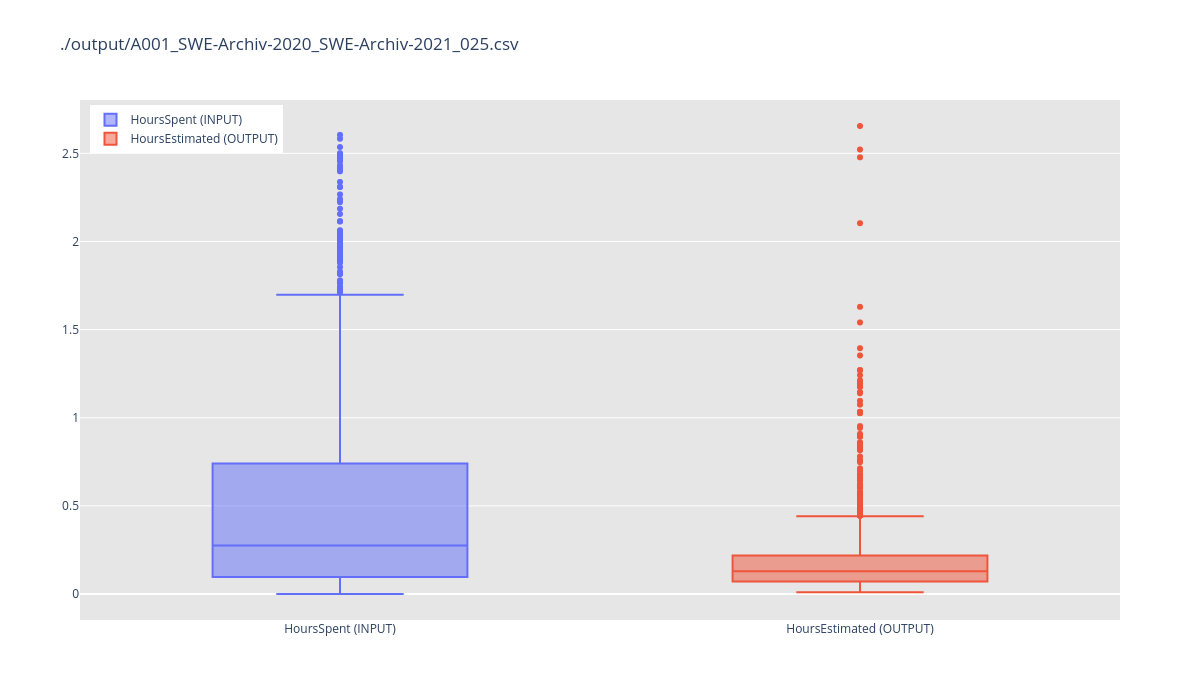 ./output/A001_SWE-Archiv-2020_SWE-Archiv-2021_025.csv
HoursSpent (INPUT)
HoursEstimated (OUTPUT)
2.5
2
1.5
1
0.5
0
HoursSpent (INPUT)
HoursEstimated (OUTPUT)